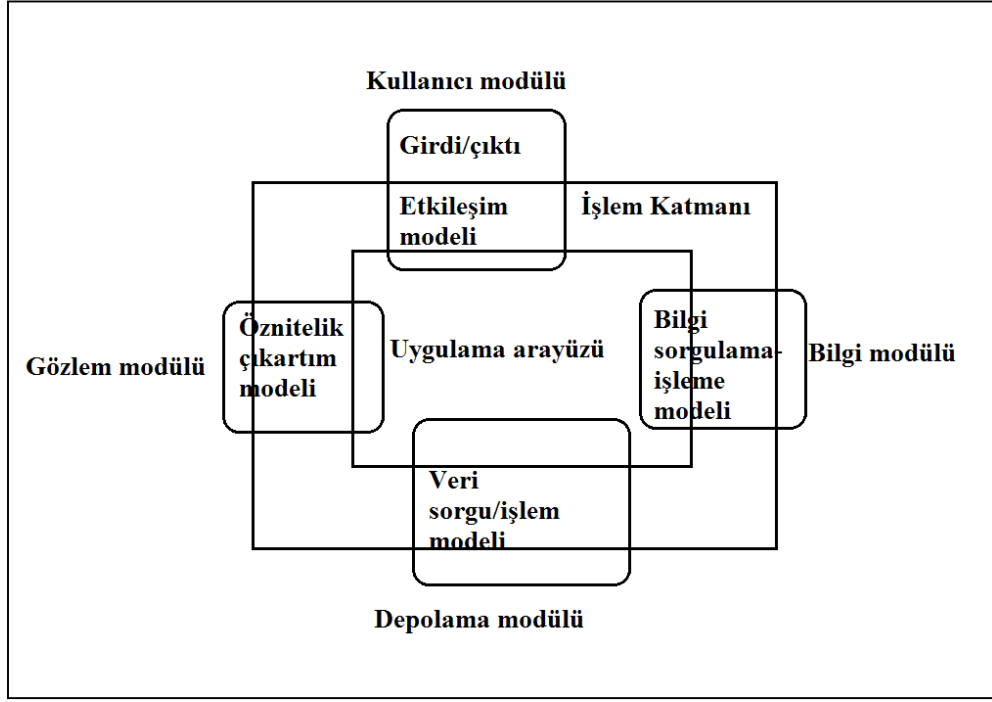 Kullanıcı modülü
Girdi/çıktı
Etkileşim
modeli
İşlem Katmanı
Öznitelik
çıkartım
modeli
Gözlem modülü
Uygulama arayüzü
Bilgi
sorgulama-
işleme
modeli
Bilgi modülü
Veri
sorgu/işlem
modeli
Depolama modülü